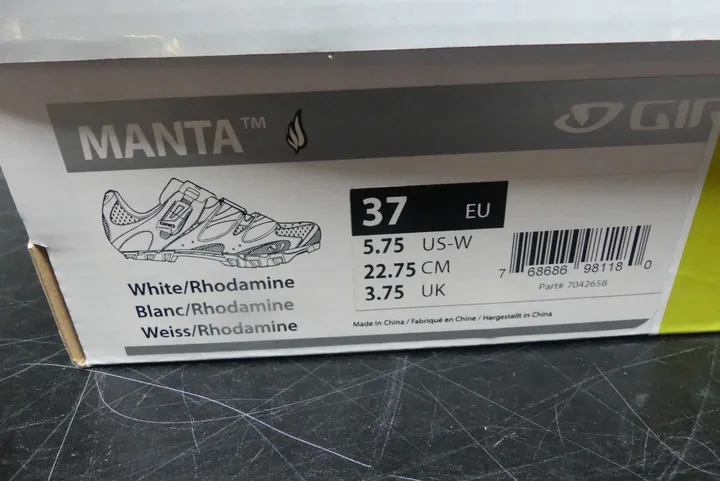 MANTA™
GIR
37 EU
5.75 US-W
22.75 CM
3.75 UK
White/Rhodamine
Blanc/Rhodamine
Weiss/Rhodamine
7 68686 98118 0
Part# 7042658
Made in China / Fabriqué en Chine / Hergestellt in China